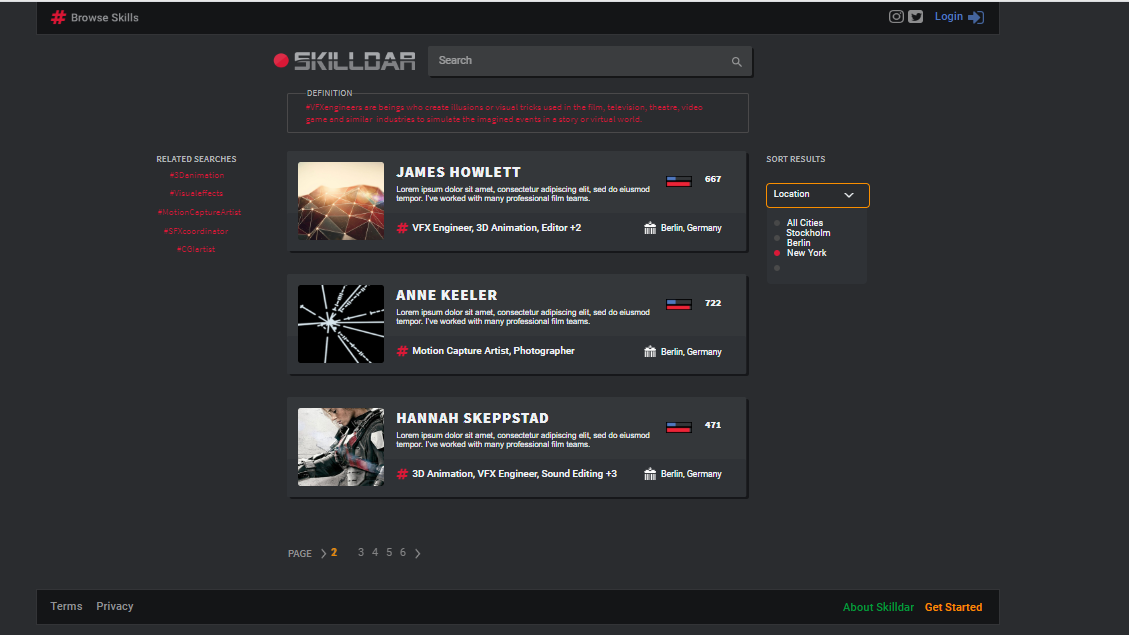 # Browse Skills
Login
SKILLDAR
Search
DEFINITION
#VFXengineers are beings who create illusions or visual tricks used in the film, television, theatre, video
game and similar industries to simulate the imagined events in a story or virtual world.
RELATED SEARCHES
#3Danimation
#Visualeffects
#MotionCaptureArtist
#SFXcoordinator
#CGIartist
JAMES HOWLETT
667
Lorem ipsum dolor sit amet, consectetur adipiscing elit, sed do eiusmod
tempor. I've worked with many professional film teams.
# VFX Engineer, 3D Animation, Editor +2
Berlin, Germany
ANNE KEELER
722
Lorem ipsum dolor sit amet, consectetur adipiscing elit, sed do eiusmod
tempor. I've worked with many professional film teams.
# Motion Capture Artist, Photographer
Berlin, Germany
HANNAH SKEPPSTAD
471
Lorem ipsum dolor sit amet, consectetur adipiscing elit, sed do eiusmod
tempor. I've worked with many professional film teams.
# 3D Animation, VFX Engineer, Sound Editing +3
Berlin, Germany
SORT RESULTS
Location
All Cities
Stockholm
Berlin
New York
PAGE > 2 3 4 5 6 >
Terms Privacy
About Skilldar Get Started